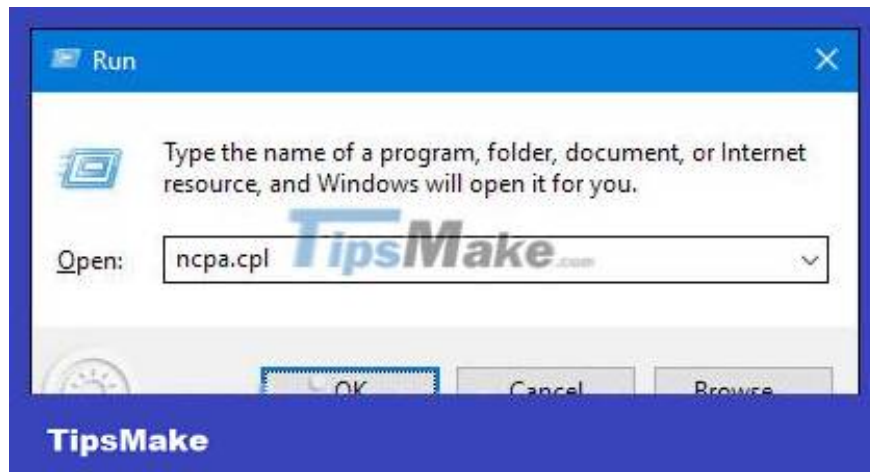 Run
Type the name of a program, folder, document, or Internet
resource, and Windows will open it for you.
Open: ncpa.cpl
TipsMake.com
OK Cancel Browse...
TipsMake